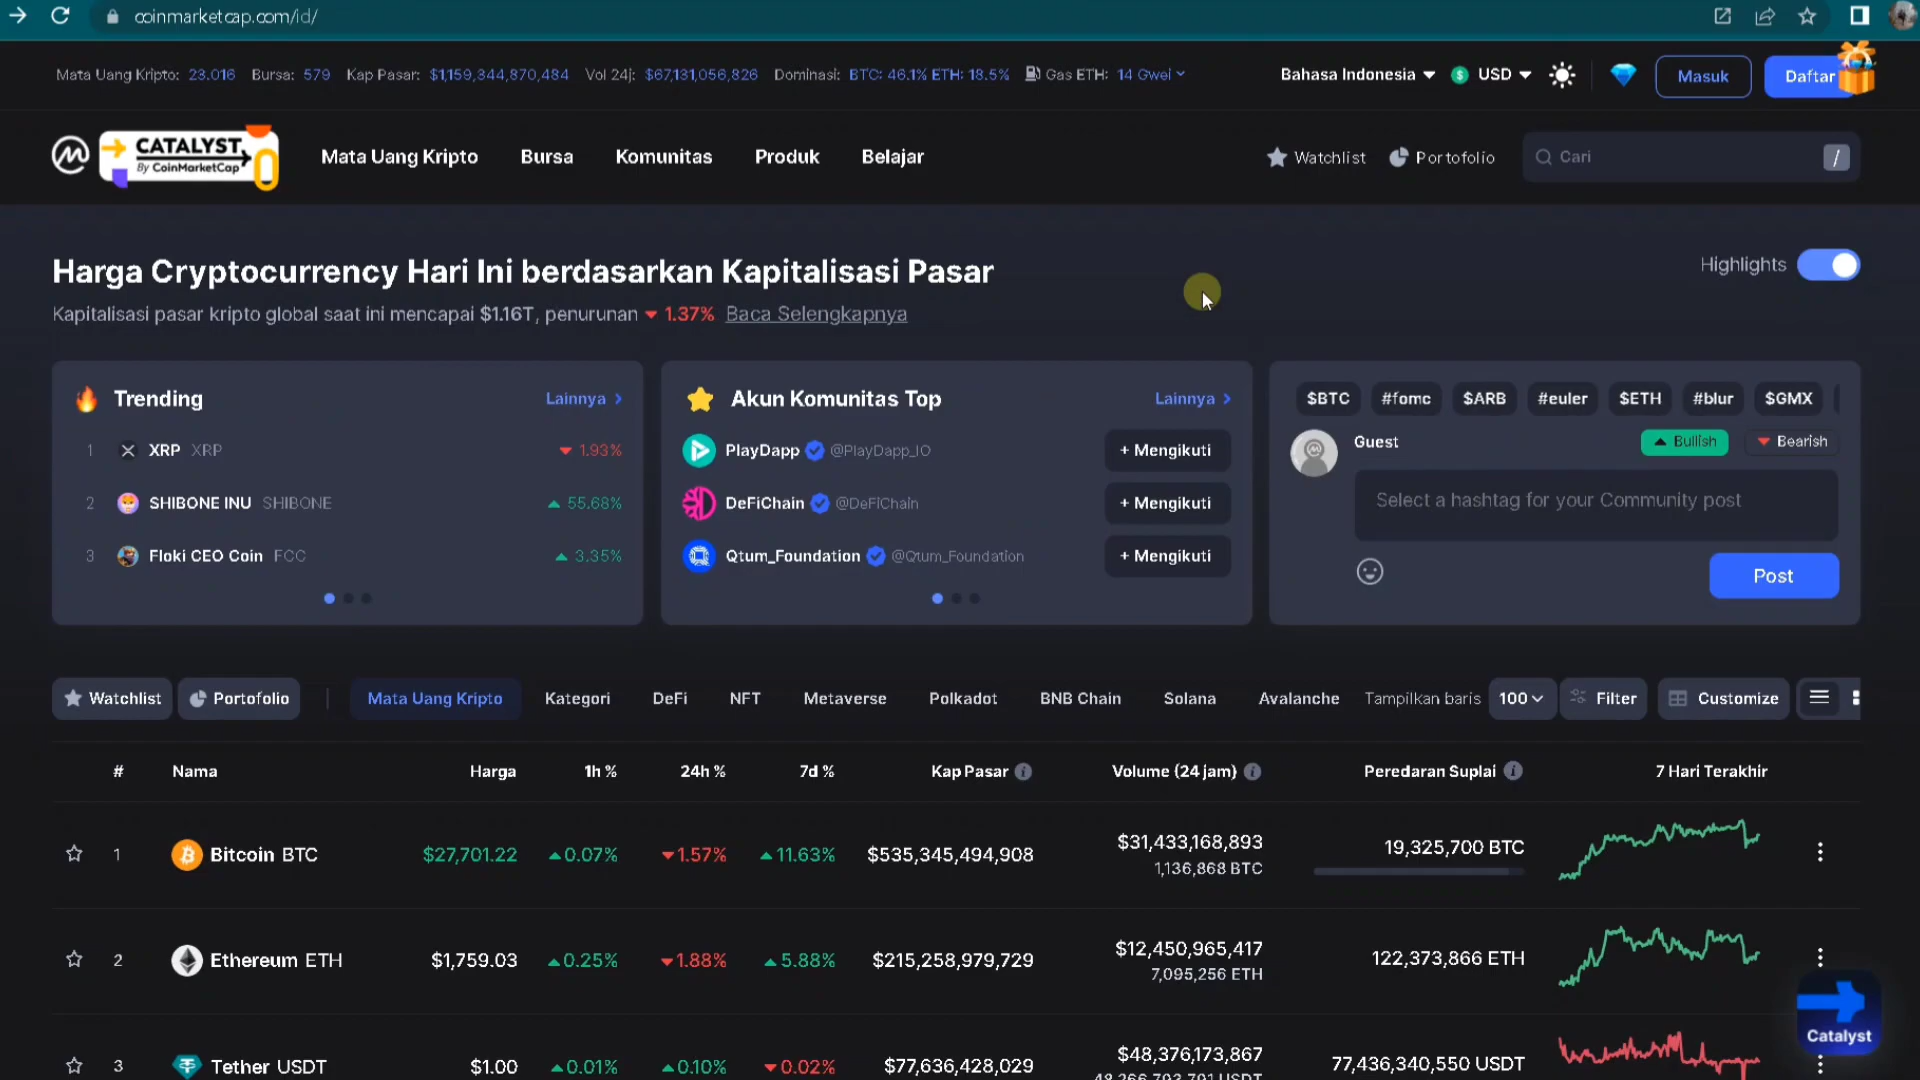 coinmarketcap.com/id/
Mata Uang Kripto: 23.016 Bursa: 579 Kap Pasar: $1,159,344,870,484 Vol 24j: $67,131,056,826 Dominasi: BTC: 46.1% ETH: 18.5% Gas ETH: 14 Gwei Bahasa Indonesia USD Masuk Daftar
CATALYST
By CoinMarketCap
Mata Uang Kripto Bursa Komunitas Produk Belajar Watchlist Portofolio Cari /
Harga Cryptocurrency Hari Ini berdasarkan Kapitalisasi Pasar Highlights
Kapitalisasi pasar kripto global saat ini mencapai $1.16T, penurunan 1.37% Baca Selengkapnya
Trending Lainnya
1 XRP XRP 1.93%
2 SHIBONE INU SHIBONE 55.68%
3 Floki CEO Coin FCC 3.35%
Akun Komunitas Top Lainnya
PlayDapp @PlayDapp_IO + Mengikuti
DeFiChain @DeFiChain + Mengikuti
Qtum_Foundation @Qtum_Foundation + Mengikuti
$BTC #fomc $ARB #euler $ETH #blur $GMX
Guest Bullish Bearish
Select a hashtag for your Community post
Post
Watchlist Portofolio Mata Uang Kripto Kategori DeFi NFT Metaverse Polkadot BNB Chain Solana Avalanche Tampilkan baris 100 Filter Customize
# Nama Harga 1h % 24h % 7d % Kap Pasar Volume (24 jam) Peredaran Suplai 7 Hari Terakhir
1 Bitcoin BTC $27,701.22 0.07% 1.57% 11.63% $535,345,494,908 $31,433,168,893 19,325,700 BTC
1,136,868 BTC
2 Ethereum ETH $1,759.03 0.25% 1.88% 5.88% $215,258,979,729 $12,450,965,417 122,373,866 ETH
7,095,256 ETH
Catalyst
3 Tether USDT $1.00 0.01% 0.10% 0.02% $77,636,428,029 $48,376,173,867 77,436,340,550 USDT